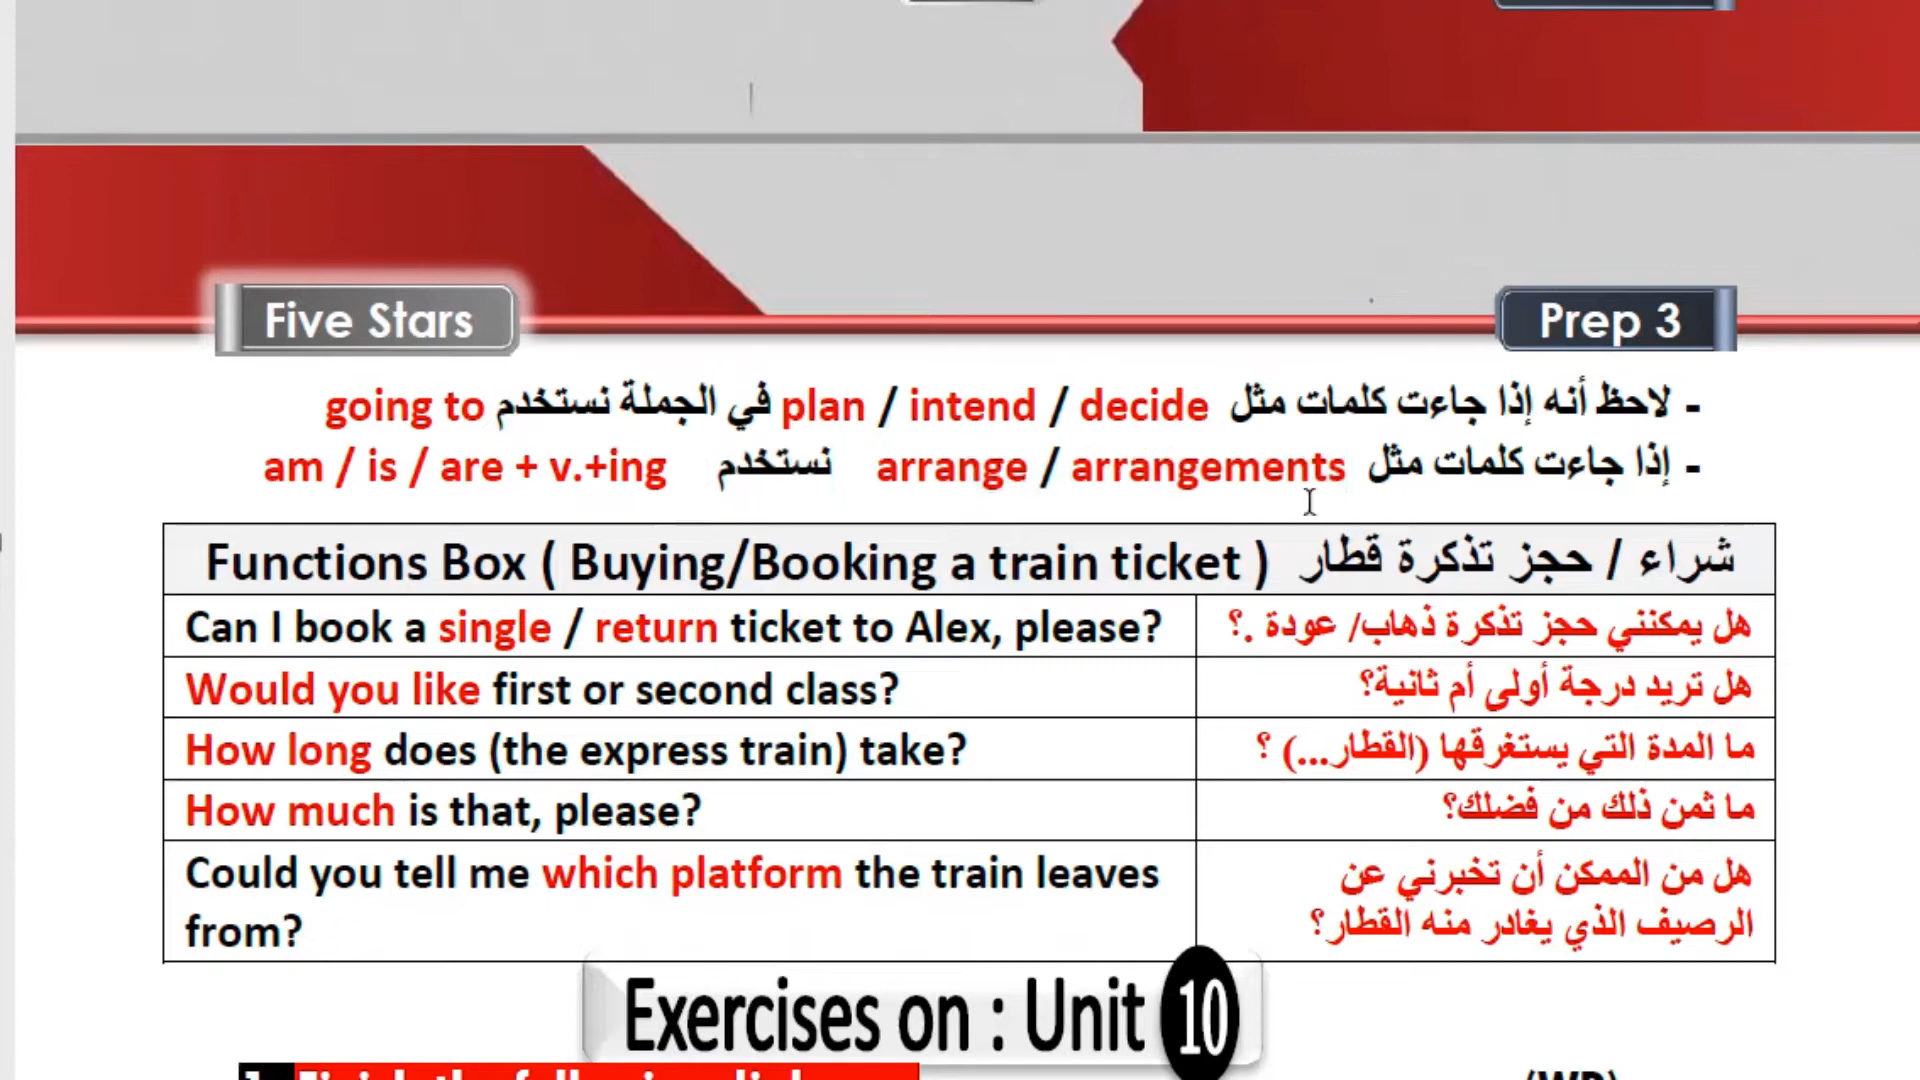 Five Stars
Prep 3
- لاحظ أنه إذا جاءت كلمات مثل plan / intend / decide في الجملة نستخدم going to
- إذا جاءت كلمات مثل arrange / arrangements نستخدم am / is / are + v.+ing
Functions Box ( Buying/Booking a train ticket ) شراء / حجز تذكرة قطار
Can I book a single / return ticket to Alex, please?
هل يمكنني حجز تذكرة ذهاب/ عودة .؟
Would you like first or second class?
هل تريد درجة أولى أم ثانية؟
How long does (the express train) take?
ما المدة التي يستغرقها (القطار...) ؟
How much is that, please?
ما ثمن ذلك من فضلك؟
Could you tell me which platform the train leaves
from?
هل من الممكن أن تخبرني عن
الرصيف الذي يغادر منه القطار؟
Exercises on : Unit 10